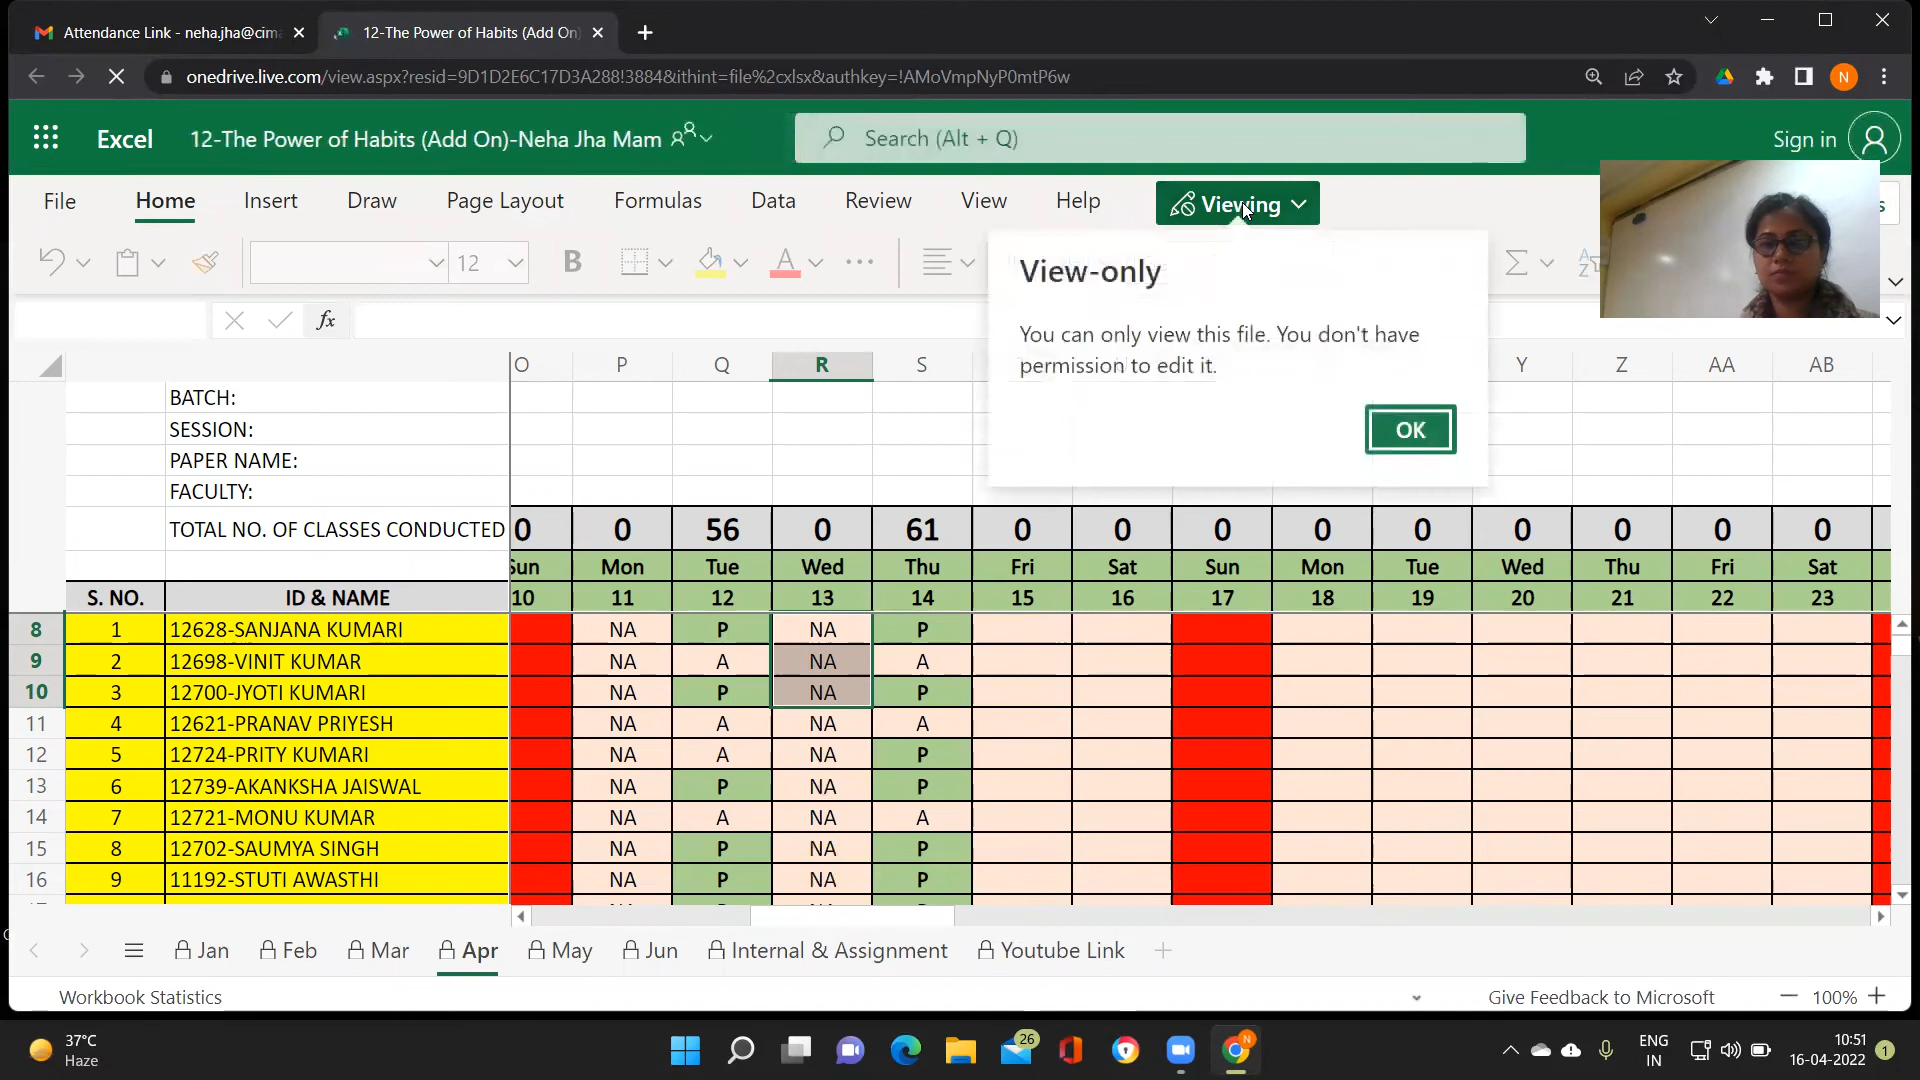 Attendance Link - neha.jha@cima
12-The Power of Habits (Add On)
onedrive.live.com/view.aspx?resid=9D1D2E6C17D3A288!3884&ithint=file%2cxlsx&authkey=!AMoVmpNyP0mtP6w
N
Excel
12-The Power of Habits (Add On)-Neha Jha Mam
Search (Alt + Q)
Sign in
File Home Insert Draw Page Layout Formulas Data Review View Help Viewing
12 B A
fx
View-only
You can only view this file. You don't have
permission to edit it.
OK
O P Q R S Y Z AA AB
BATCH:
SESSION:
PAPER NAME:
FACULTY:
TOTAL NO. OF CLASSES CONDUCTED 0 0 56 0 61 0 0 0 0 0 0 0 0 0
Sun Mon Tue Wed Thu Fri Sat Sun Mon Tue Wed Thu Fri Sat
S. NO. ID & NAME 10 11 12 13 14 15 16 17 18 19 20 21 22 23
8 1 12628-SANJANA KUMARI NA P NA P
9 2 12698-VINIT KUMAR NA A NA A
10 3 12700-JYOTI KUMARI NA P NA P
11 4 12621-PRANAV PRIYESH NA A NA A
12 5 12724-PRITY KUMARI NA A NA P
13 6 12739-AKANKSHA JAISWAL NA P NA P
14 7 12721-MONU KUMAR NA A NA A
15 8 12702-SAUMYA SINGH NA P NA P
16 9 11192-STUTI AWASTHI NA P NA P
Jan Feb Mar Apr May Jun Internal & Assignment Youtube Link
Workbook Statistics
Give Feedback to Microsoft
100%
37°C
Haze
26
N
ENG
IN
10:51
16-04-2022
1